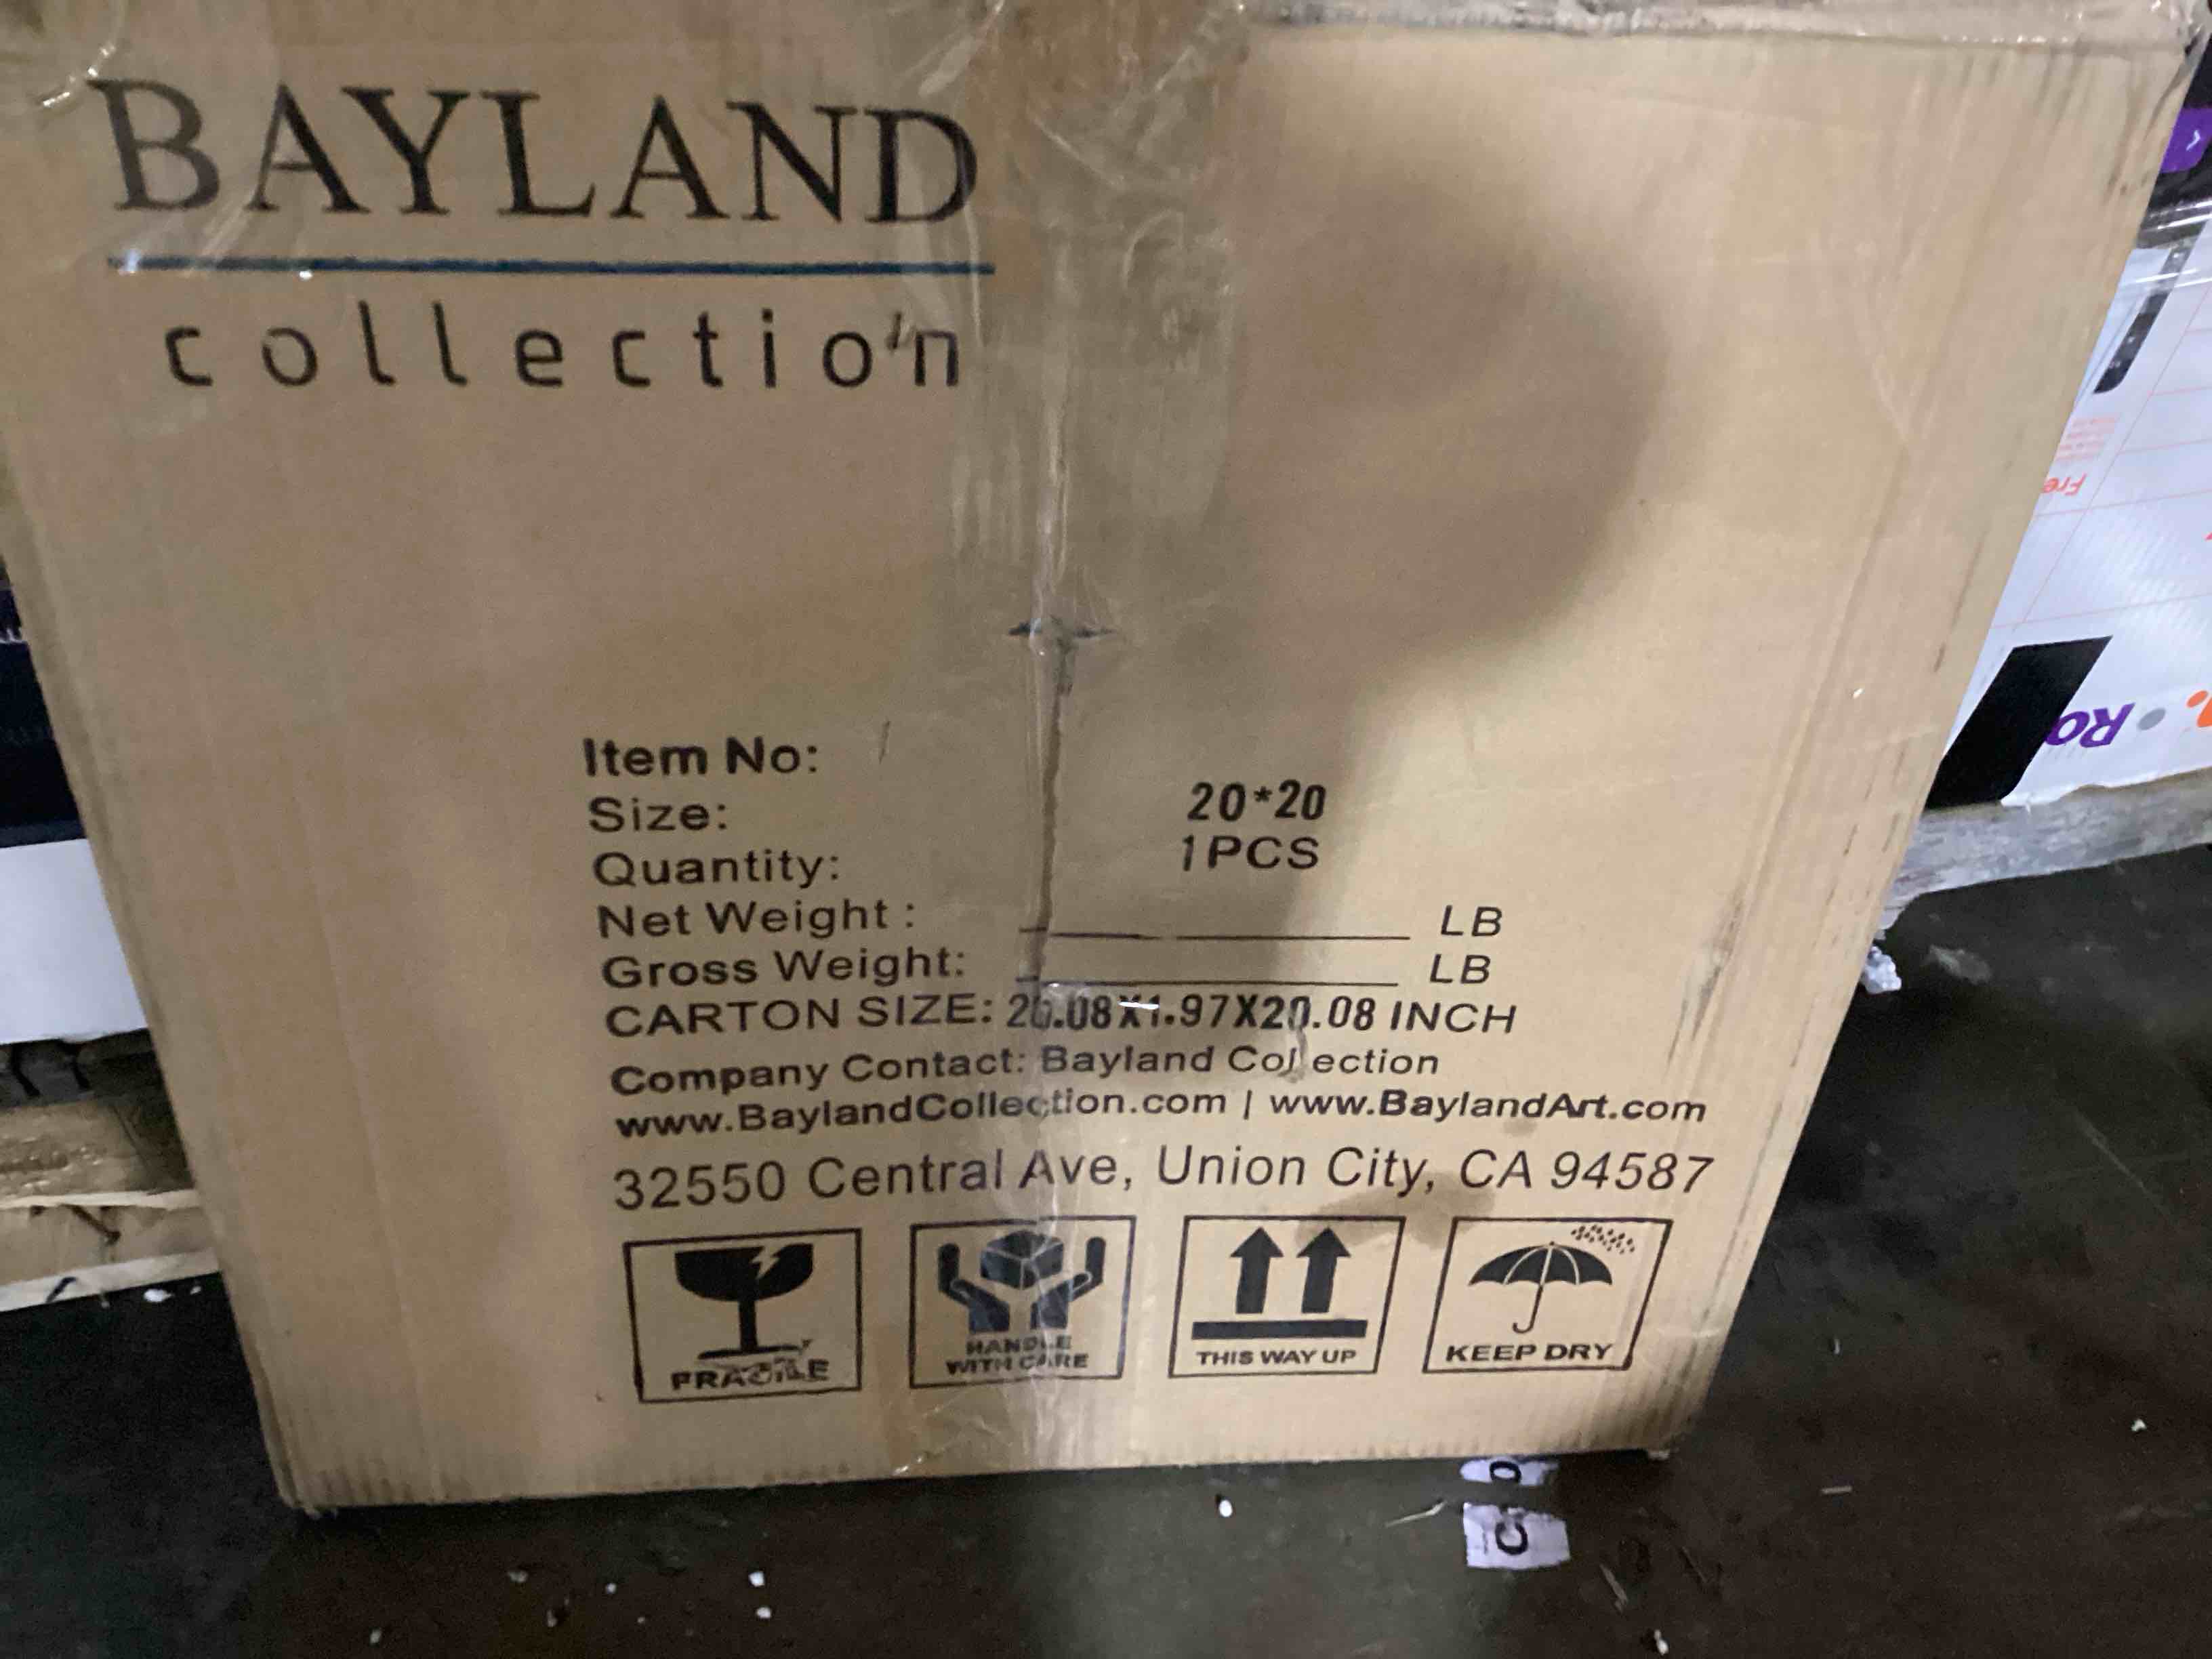 BAYLAND
collection
Item No:
Size: 20*20
Quantity: 1PCS
Net Weight : LB
Gross Weight: LB
CARTON SIZE: 20.08X1.97X20.08 INCH
Company Contact: Bayland Collection
www.BaylandCollection.com | www.BaylandArt.com
32550 Central Ave, Union City, CA 94587
FRAGILE
HANDLE
WITH CARE
THIS WAY UP
KEEP DRY
Fre
Ro